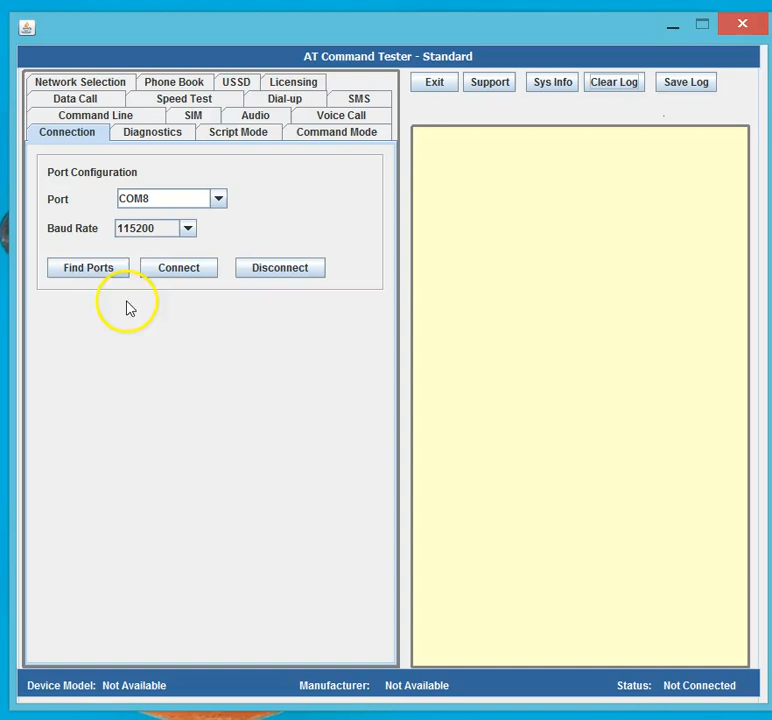 AT Command Tester - Standard
Network Selection Phone Book USSD Licensing
Data Call Speed Test Dial-up SMS
Command Line SIM Audio Voice Call
Connection Diagnostics Script Mode Command Mode
Exit Support Sys Info Clear Log Save Log
Port Configuration
Port COM8
Baud Rate 115200
Find Ports Connect Disconnect
Device Model: Not Available Manufacturer: Not Available Status: Not Connected